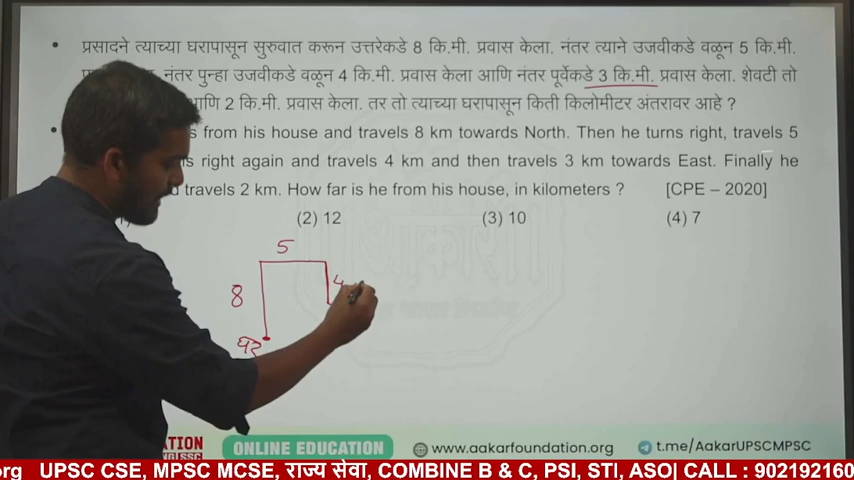 • प्रसादने त्याच्या घरापासून सुरुवात करून उत्तरेकडे 8 कि.मी. प्रवास केला. नंतर त्याने उजवीकडे वळून 5 कि.मी.
नंतर पुन्हा उजवीकडे वळून 4 कि.मी. प्रवास केला आणि नंतर पूर्वेकडे 3 कि.मी. प्रवास केला. शेवटी तो
2 कि.मी. प्रवास केला. तर तो त्याच्या घरापासून किती किलोमीटर अंतरावर आहे ?
from his house and travels 8 km towards North. Then he turns right, travels 5
right again and travels 4 km and then travels 3 km towards East. Finally he
travels 2 km. How far is he from his house, in kilometers ? [CPE – 2020]
(2) 12 (3) 10 (4) 7
5
4
8
घर
ONLINE EDUCATION www.aakarfoundation.org t.me/AakarUPSCMPSC
UPSC CSE, MPSC MCSE, राज्य सेवा, COMBINE B & C, PSI, STI, ASO| CALL : 902192160